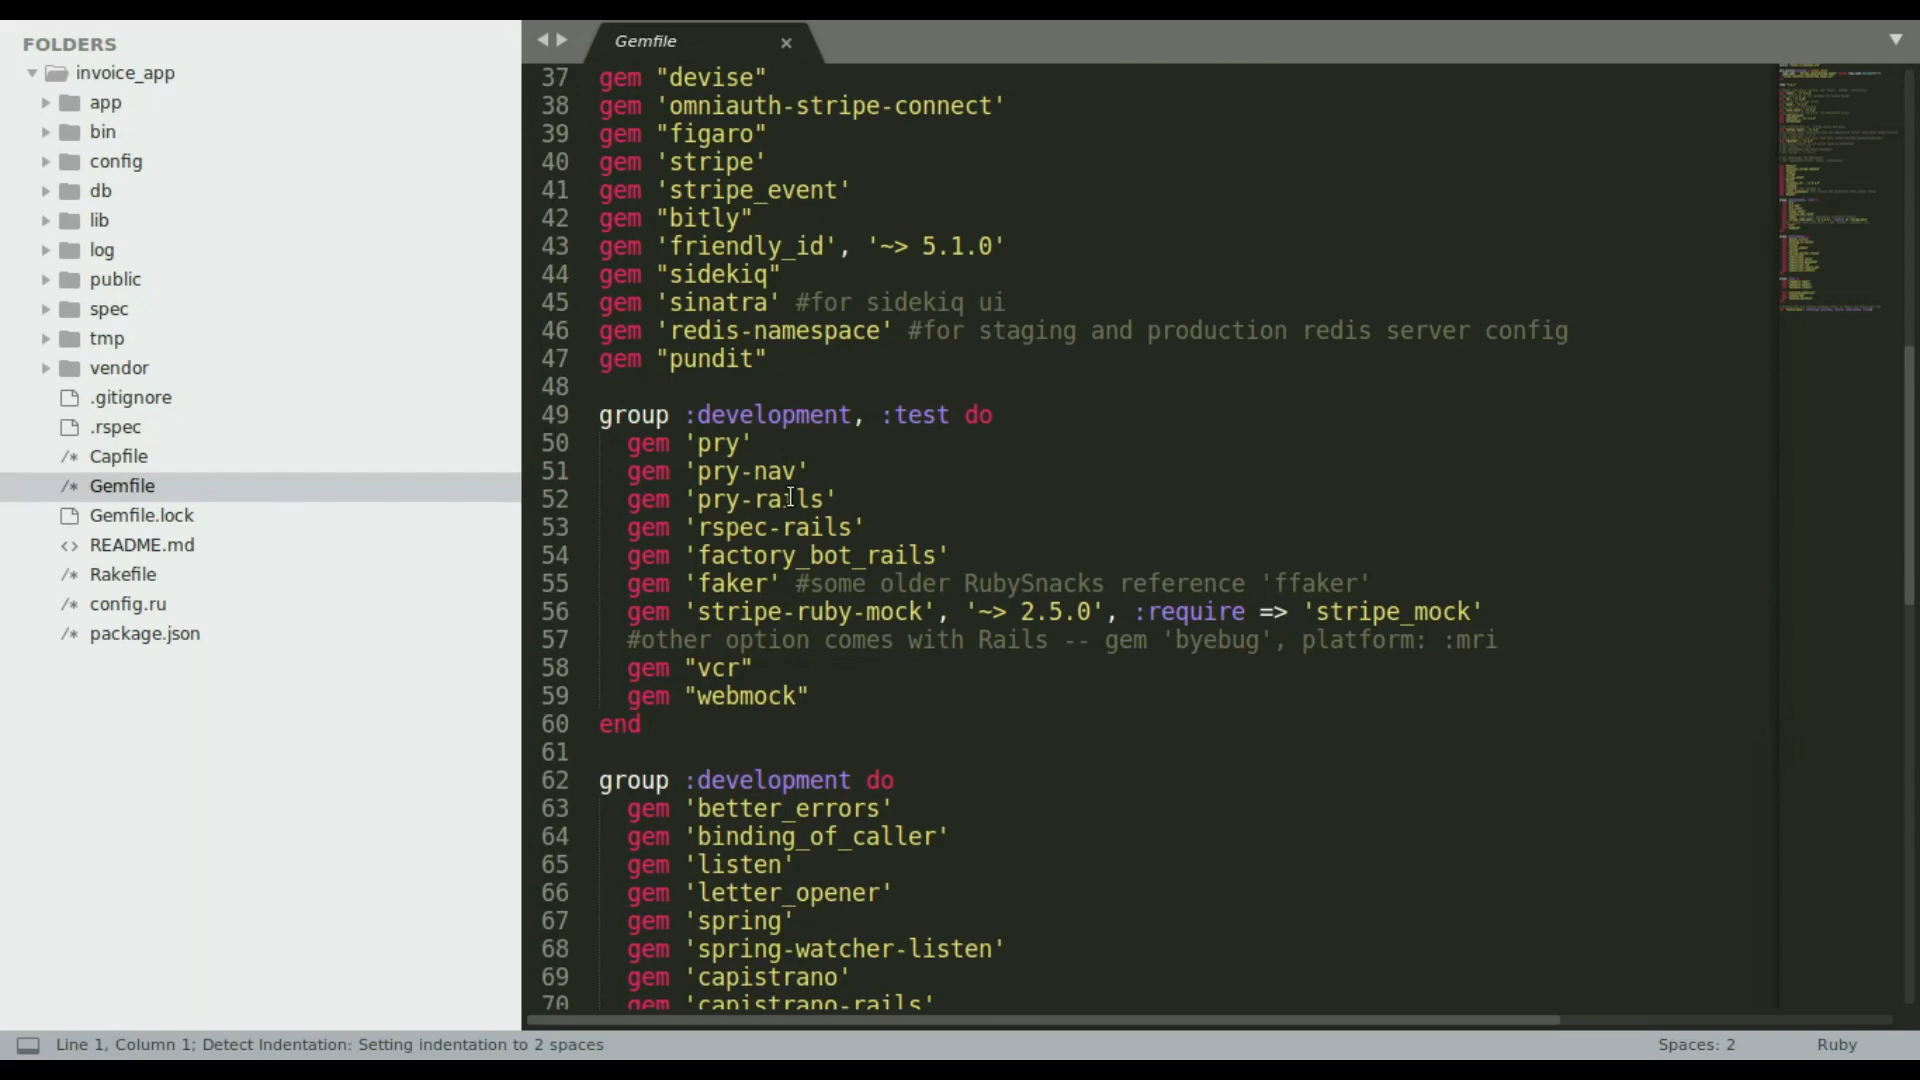 FOLDERS
invoice_app
app
bin
config
db
lib
log
public
spec
tmp
vendor
.gitignore
.rspec
/* Capfile
/* Gemfile
Gemfile.lock
<> README.md
/* Rakefile
/* config.ru
/* package.json
Gemfile
37 gem "devise"
38 gem 'omniauth-stripe-connect'
39 gem "figaro"
40 gem 'stripe'
41 gem 'stripe_event'
42 gem "bitly"
43 gem 'friendly_id', '~> 5.1.0'
44 gem "sidekiq"
45 gem 'sinatra' #for sidekiq ui
46 gem 'redis-namespace' #for staging and production redis server config
47 gem "pundit"
48
49 group :development, :test do
50 gem 'pry'
51 gem 'pry-nav'
52 gem 'pry-rails'
53 gem 'rspec-rails'
54 gem 'factory_bot_rails'
55 gem 'faker' #some older RubySnacks reference 'ffaker'
56 gem 'stripe-ruby-mock', '~> 2.5.0', :require => 'stripe_mock'
57 #other option comes with Rails -- gem 'byebug', platform: :mri
58 gem "vcr"
59 gem "webmock"
60 end
61
62 group :development do
63 gem 'better_errors'
64 gem 'binding_of_caller'
65 gem 'listen'
66 gem 'letter_opener'
67 gem 'spring'
68 gem 'spring-watcher-listen'
69 gem 'capistrano'
70 gem 'capistrano-rails'
Line 1, Column 1; Detect Indentation: Setting indentation to 2 spaces
Spaces: 2
Ruby